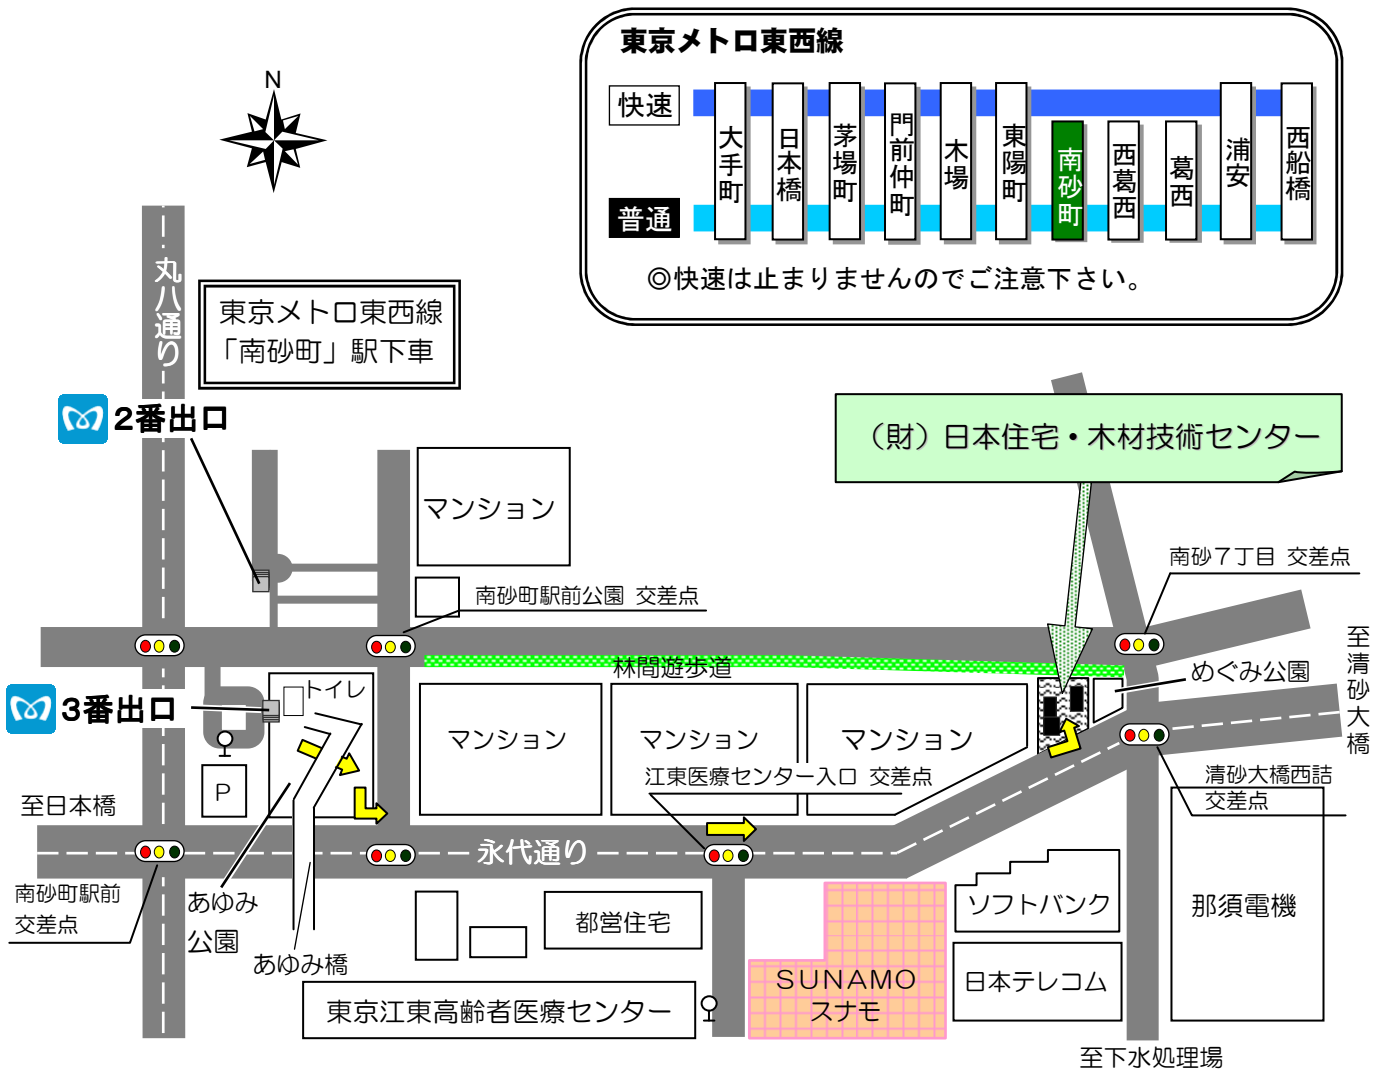 東京メトロ東西線
快速
普通
大手町
日本橋
茅場町
門前仲町
木場
東陽町
南砂町
西葛西
葛西
浦安
西船橋
◎快速は止まりませんのでご注意下さい。
N
丸八通り
東京メトロ東西線
「南砂町」駅下車
2番出口
(財)日本住宅・木材技術センター
マンション
南砂町駅前公園 交差点
南砂7丁目 交差点
林間遊歩道
めぐみ公園
至清砂大橋
3番出口
トイレ
マンション
マンション
マンション
江東医療センター入口 交差点
清砂大橋西詰
交差点
P
至日本橋
永代通り
南砂町駅前
交差点
あゆみ
公園
あゆみ橋
都営住宅
東京江東高齢者医療センター
SUNAMO
スナモ
ソフトバンク
日本テレコム
那須電機
至下水処理場